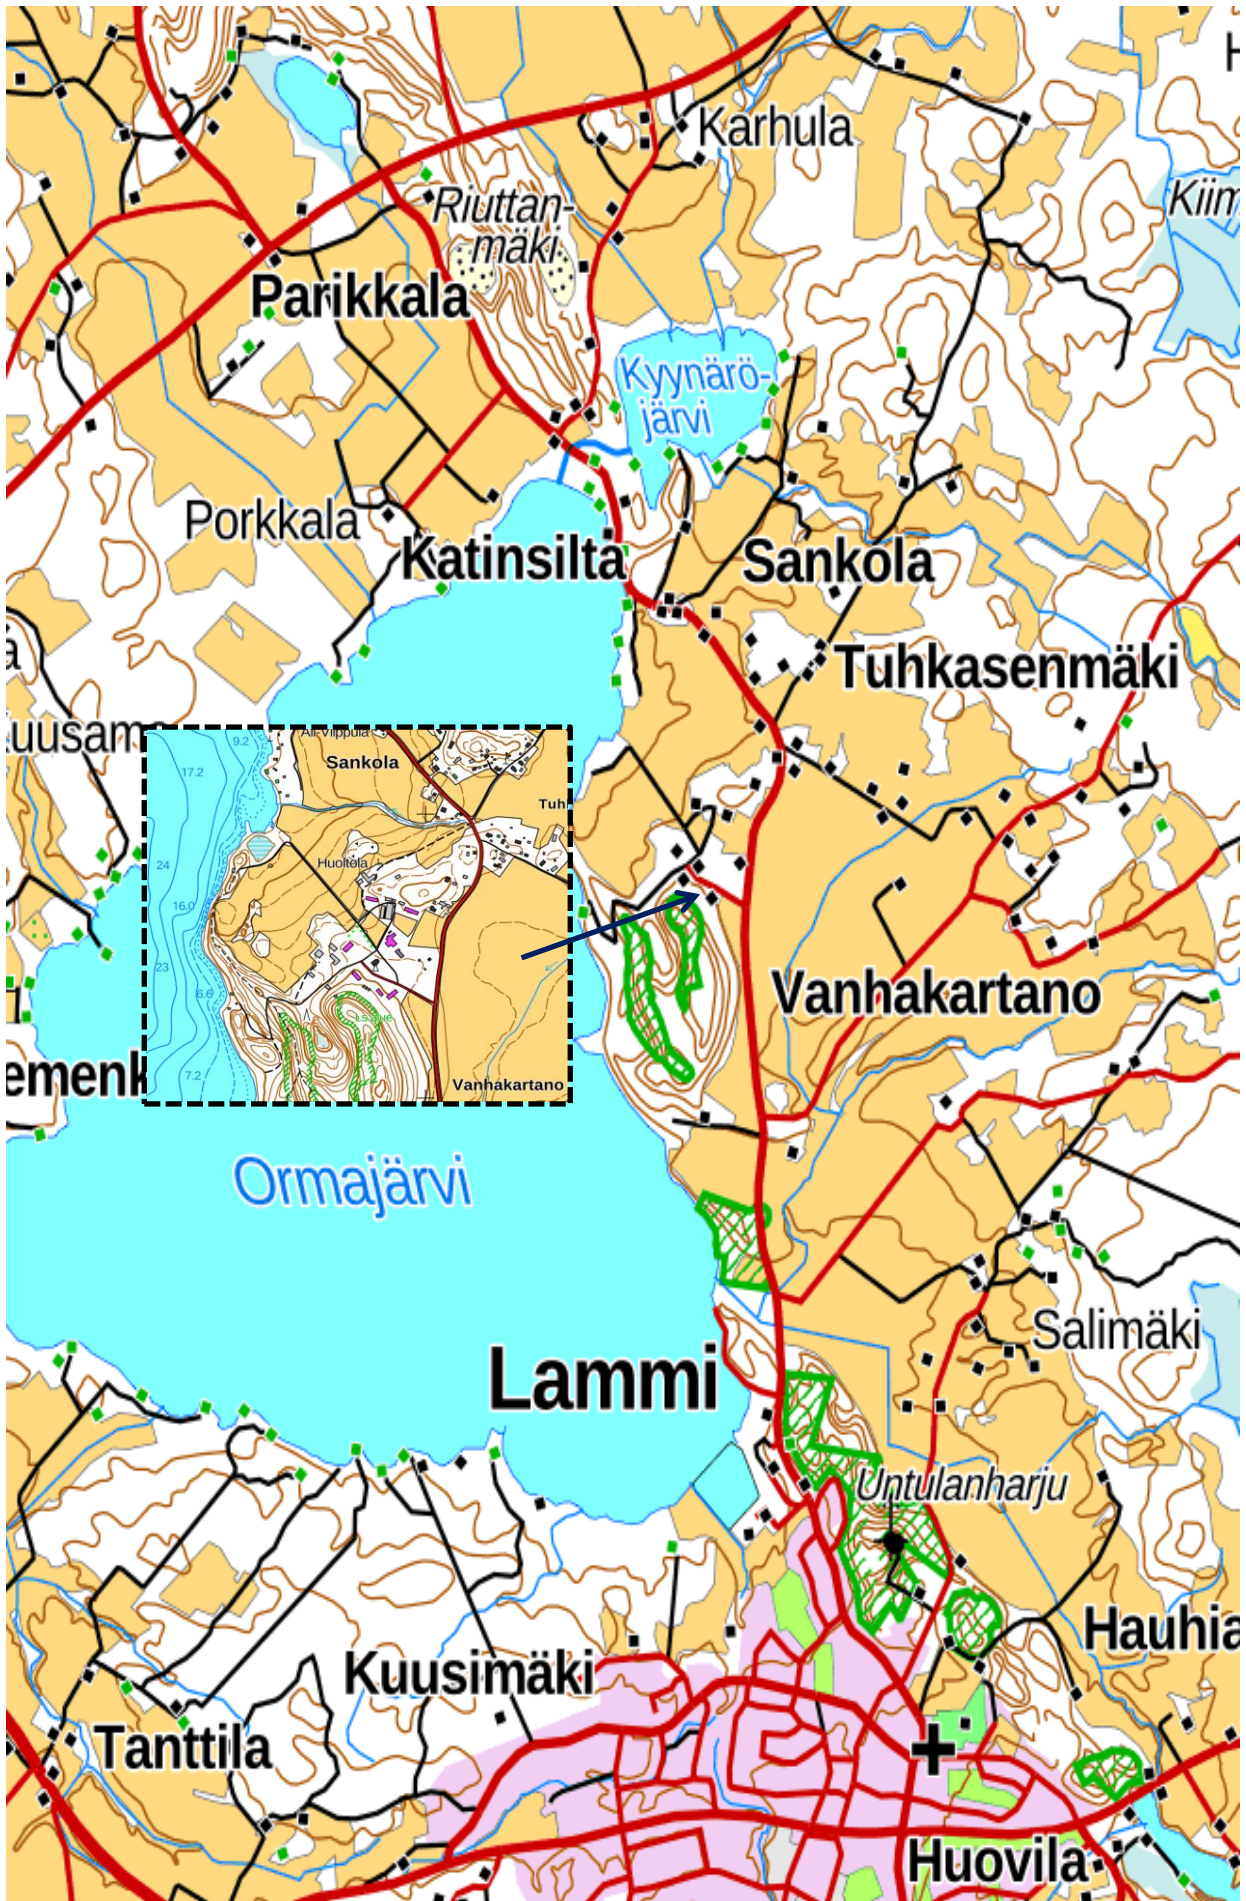 H
Karhula
Kiim
Riuttan-
mäki
Parikkala
Kyynärö-
järvi
Porkkala
Katinsilta
Sankola
ä
Tuhkasenmäki
uusam
9.2
Ali-Vilppula
Sankola
17.2
Tuh
24
Huoltola
16.0
23
6.6
7.2
Vanhakartano
Vanhakartano
emenk
Ormajärvi
Salimäki
Lammi
Untulanharju
Hauhia
Kuusimäki
Tanttila
Huovila